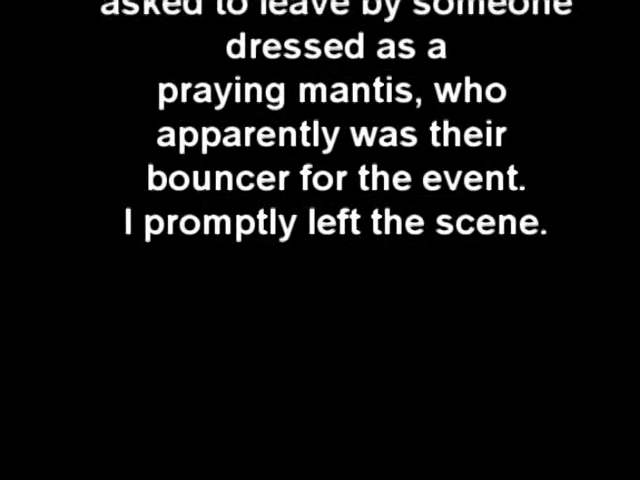 asked to leave by someone
dressed as a
praying mantis, who
apparently was their
bouncer for the event.
I promptly left the scene.